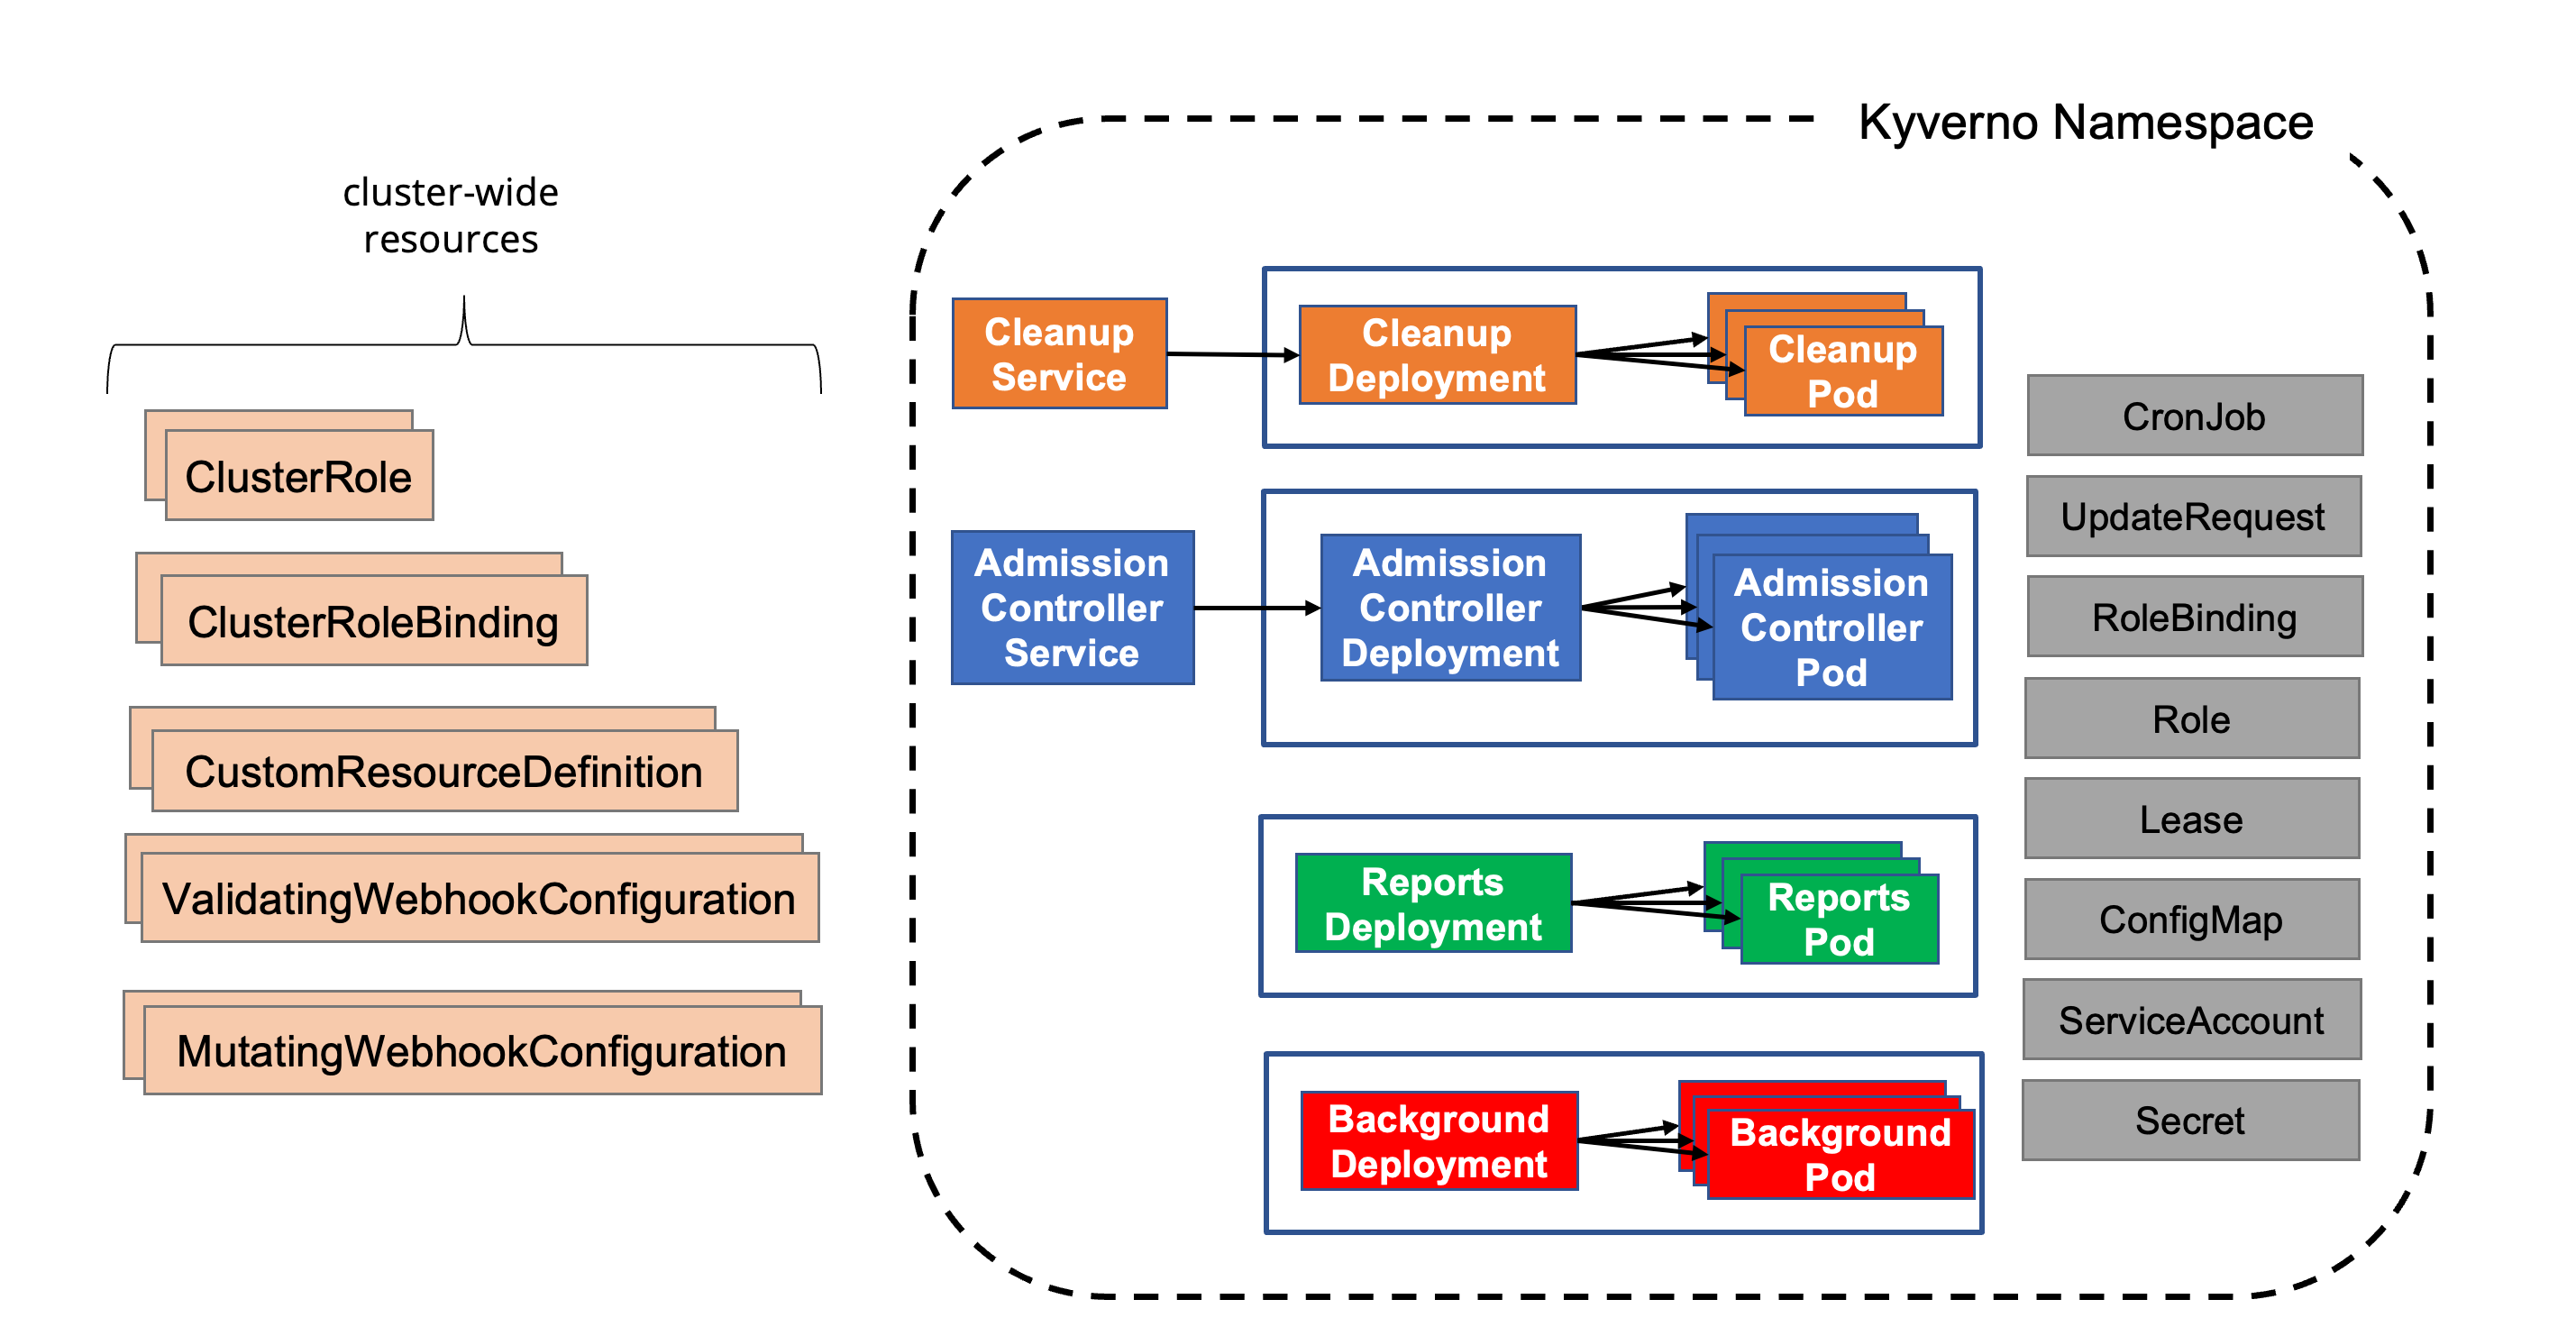 Kyverno Namespace
cluster-wide
resources
ClusterRole
ClusterRoleBinding
CustomResourceDefinition
ValidatingWebhookConfiguration
MutatingWebhookConfiguration
Cleanup
Service
Cleanup
Deployment
Cleanup
Pod
Admission
Controller
Service
Admission
Controller
Deployment
Admission
Controller
Pod
Reports
Deployment
Reports
Pod
Background
Deployment
Background
Pod
CronJob
UpdateRequest
RoleBinding
Role
Lease
ConfigMap
ServiceAccount
Secret